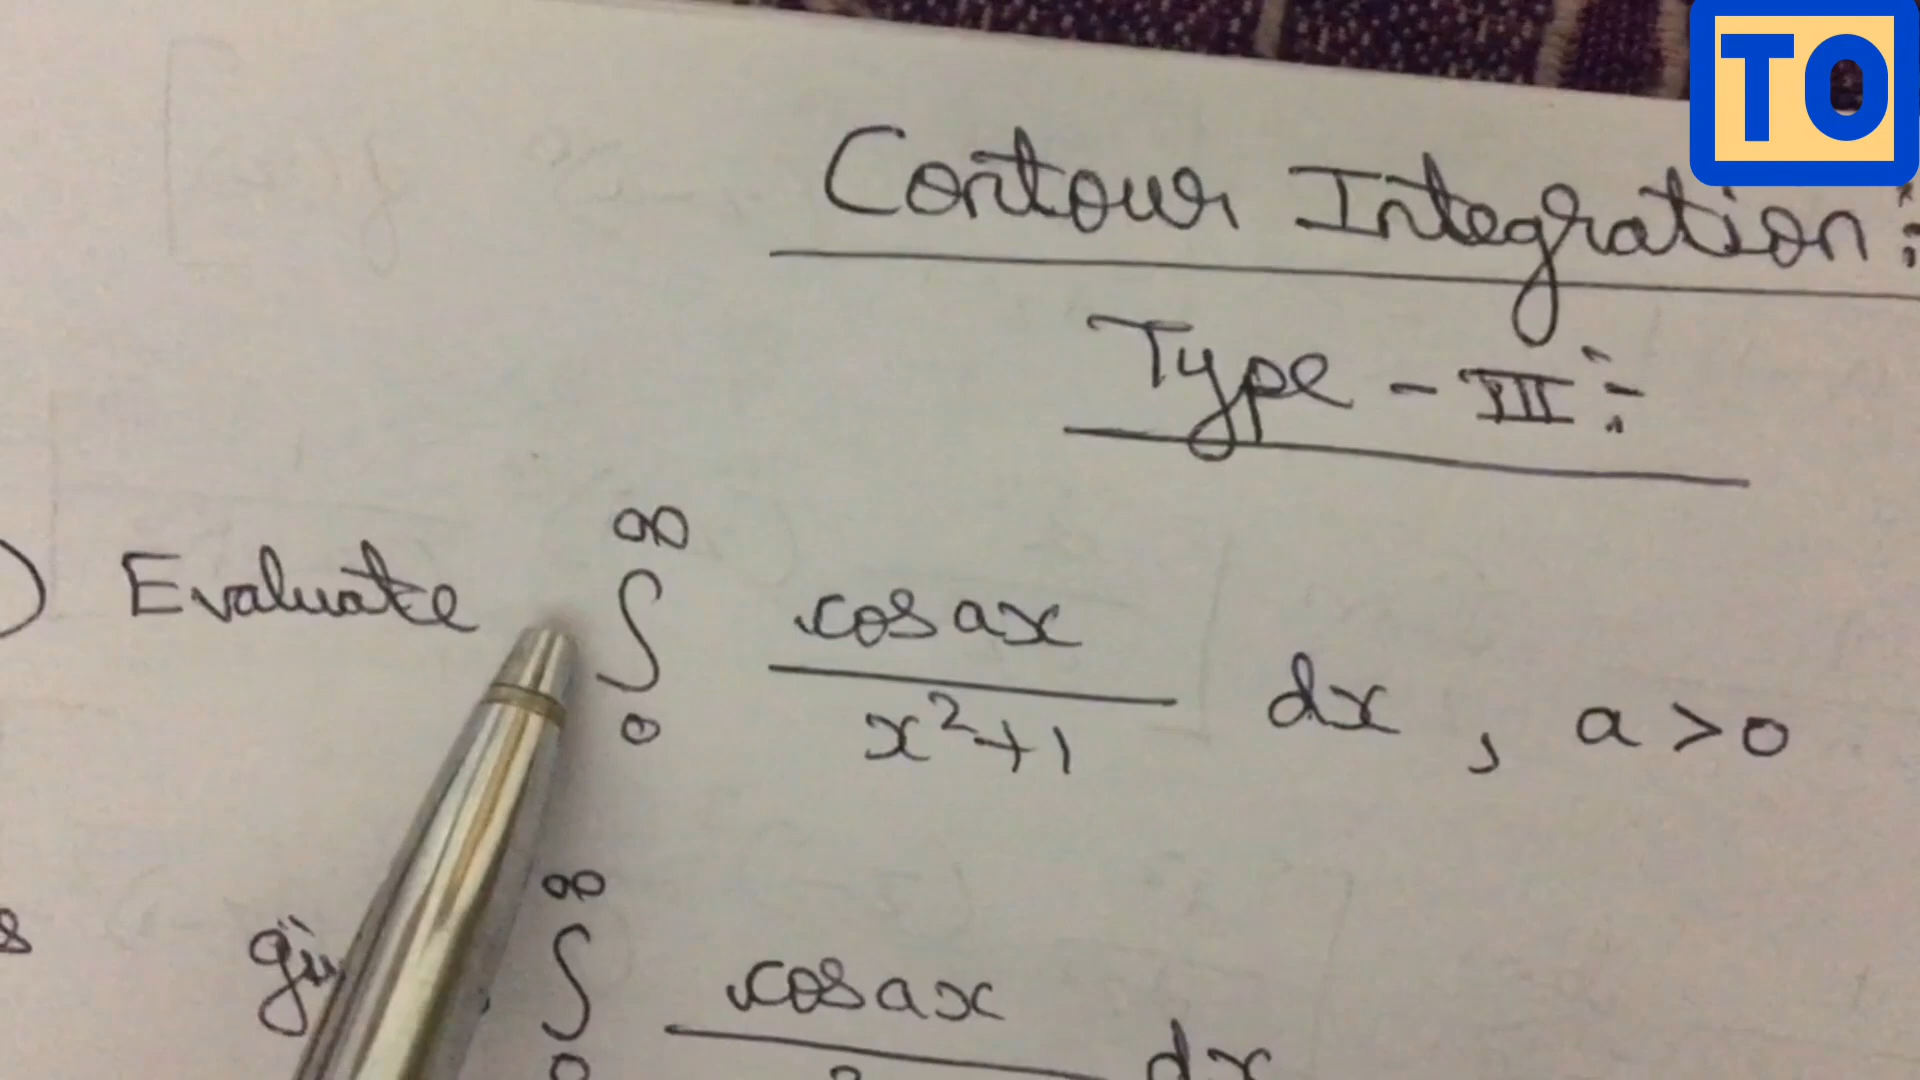 TO
Contour Integration :
Type - III :-
) Evaluate ∫₀^∞ cos ax / x²+1 dx , a > 0
∫₀^∞ cos ax dx